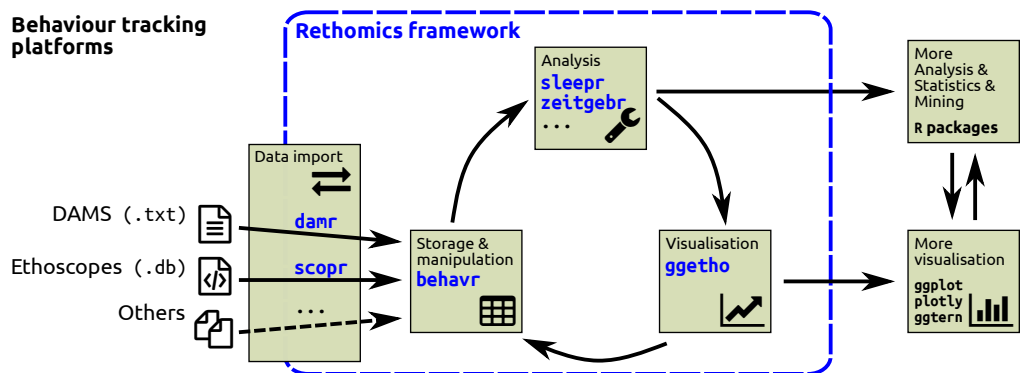 Behaviour tracking
platforms
Rethomics framework
Analysis
sleepr
zeitgebr
...
More
Analysis &
Statistics &
Mining
R packages
Data import
DAMS (.txt)
damr
Ethoscopes (.db)
scopr
Others
...
Storage &
manipulation
behavr
Visualisation
ggetho
More
visualisation
ggplot
plotly
ggtern